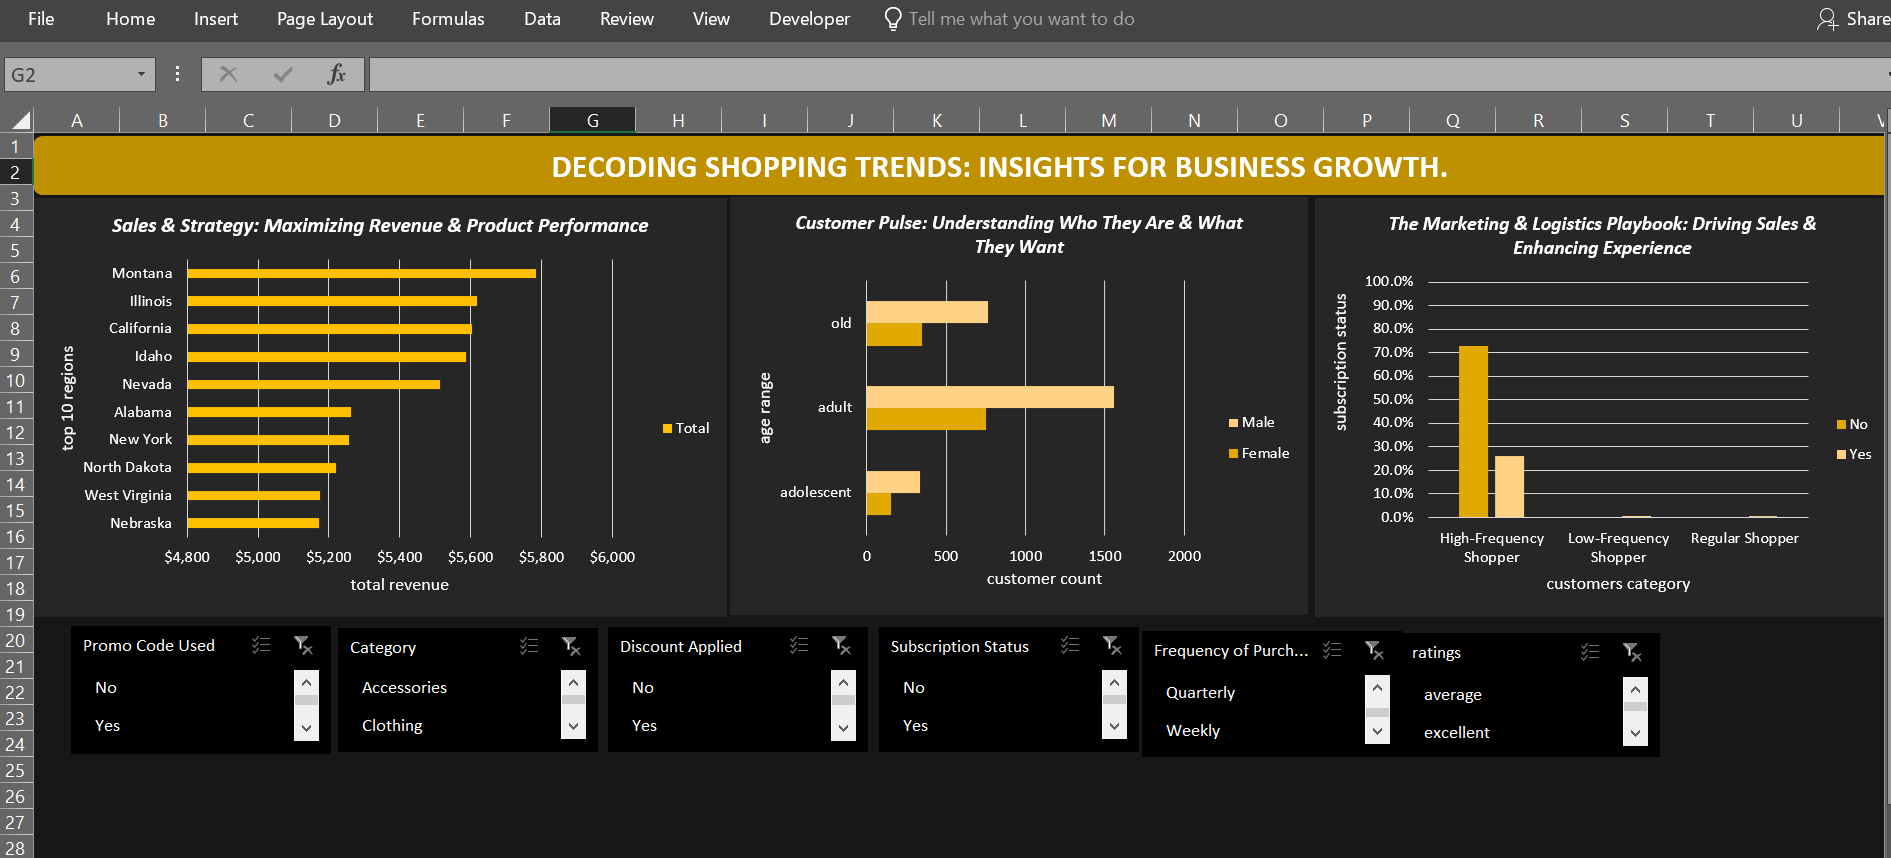 File Home Insert Page Layout Formulas Data Review View Developer Tell me what you want to do Share
G2 fx
A B C D E F G H I J K L M N O P Q R S T U V
1
2
3
4
5
6
7
8
9
10
11
12
13
14
15
16
17
18
19
20
21
22
23
24
25
26
27
28
DECODING SHOPPING TRENDS: INSIGHTS FOR BUSINESS GROWTH.
Sales & Strategy: Maximizing Revenue & Product Performance
top 10 regions
Montana
Illinois
California
Idaho
Nevada
Alabama
New York
North Dakota
West Virginia
Nebraska
$4,800 $5,000 $5,200 $5,400 $5,600 $5,800 $6,000
total revenue
Total
Customer Pulse: Understanding Who They Are & What
They Want
age range
old
adult
adolescent
0 500 1000 1500 2000
customer count
Male
Female
The Marketing & Logistics Playbook: Driving Sales &
Enhancing Experience
subscription status
100.0%
90.0%
80.0%
70.0%
60.0%
50.0%
40.0%
30.0%
20.0%
10.0%
0.0%
High-Frequency
Shopper
Low-Frequency
Shopper
Regular Shopper
customers category
No
Yes
Promo Code Used
No
Yes
Category
Accessories
Clothing
Discount Applied
No
Yes
Subscription Status
No
Yes
Frequency of Purch...
Quarterly
Weekly
ratings
average
excellent